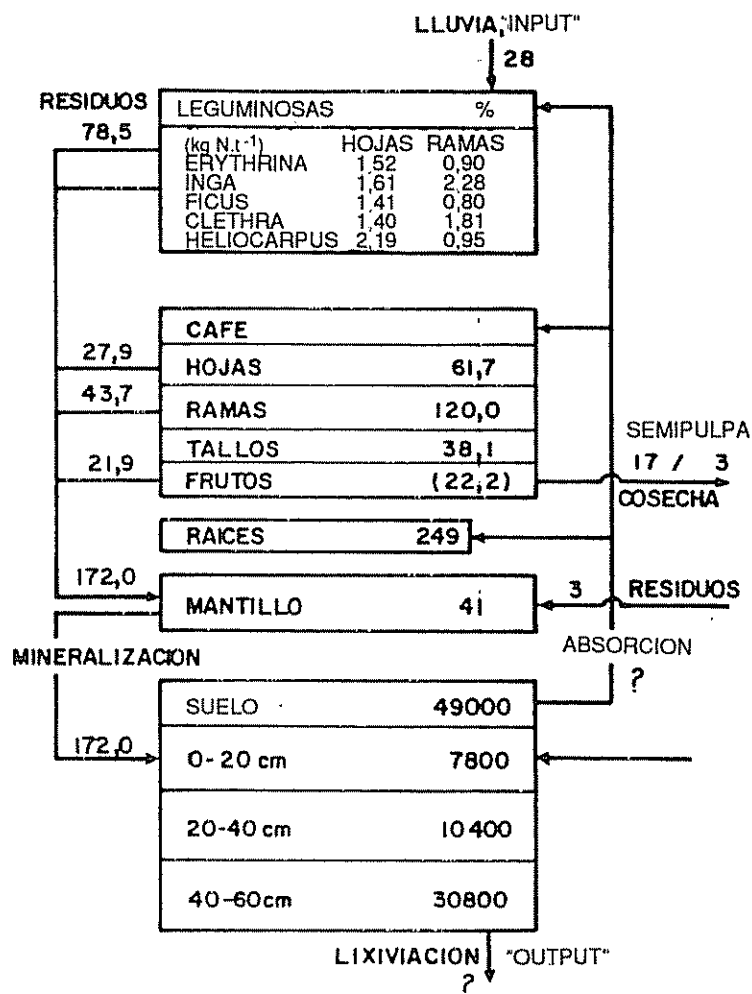 LLUVIA, "INPUT"
28
RESIDUOS
78,5
LEGUMINOSAS %
(kg N.t⁻¹) HOJAS RAMAS
ERYTHRINA 1,52 0,90
INGA 1,61 2,28
FICUS 1,41 0,80
CLETHRA 1,40 1,81
HELIOCARPUS 2,19 0,95
CAFE
27,9
HOJAS 61,7
43,7
RAMAS 120,0
TALLOS 38,1
21,9
FRUTOS (22,2)
SEMIPULPA
17 / 3
COSECHA
RAICES 249
172,0
MANTILLO 41
3 RESIDUOS
MINERALIZACION
ABSORCION
?
SUELO 49000
172,0
0-20 cm 7800
20-40 cm 10400
40-60cm 30800
LIXIVIACION "OUTPUT"
?